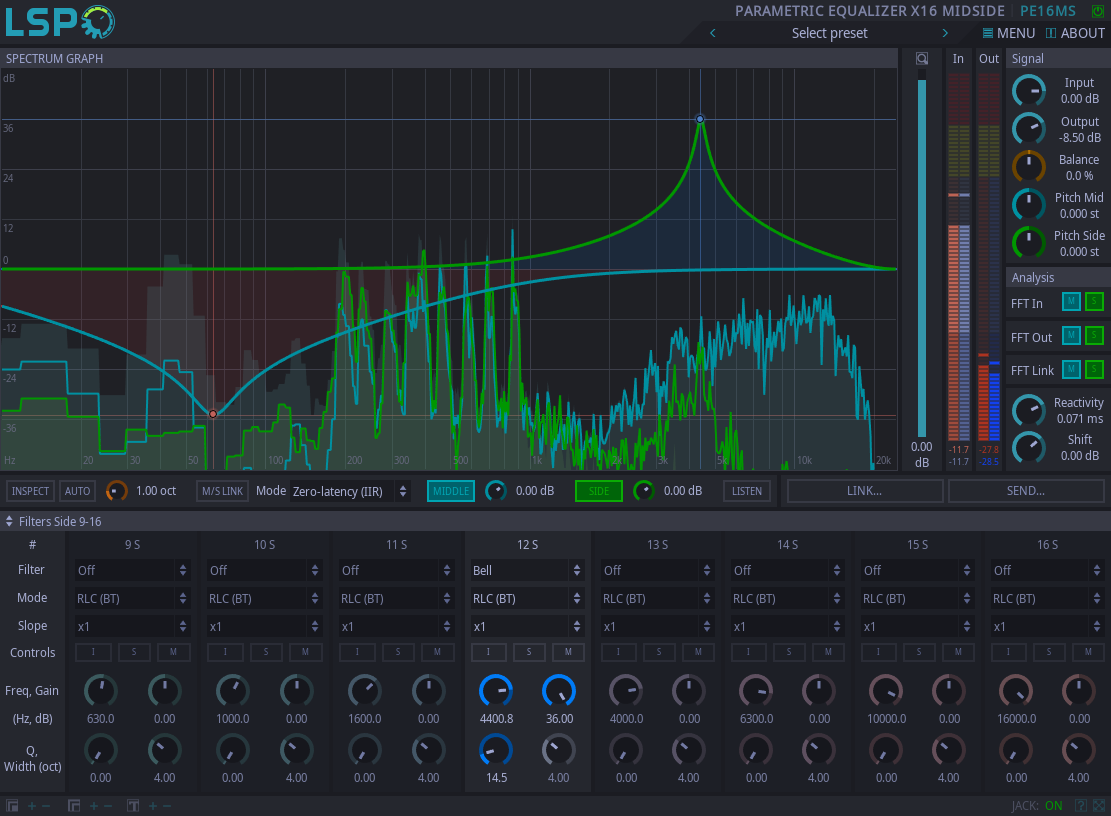 LSP
PARAMETRIC EQUALIZER X16 MIDSIDE PE16MS
Select preset
MENU ABOUT
SPECTRUM GRAPH
In Out
Signal
dB
36
24
12
0
-12
-24
-36
Hz 20 30 50 100 200 300 500 1k 3k 5k 10k 20k
0.00
dB
-11.7 -27.8
-11.7 -28.5
Input
0.00 dB
Output
-8.50 dB
Balance
0.0 %
Pitch Mid
0.000 st
Pitch Side
0.000 st
Analysis
FFT In M S
FFT Out M S
FFT Link M S
Reactivity
0.071 ms
Shift
0.00 dB
INSPECT AUTO 1.00 oct M/S LINK Mode Zero-latency (IIR) MIDDLE 0.00 dB SIDE 0.00 dB LISTEN LINK... SEND...
Filters Side 9-16
# 9 S 10 S 11 S 12 S 13 S 14 S 15 S 16 S
Filter Off Off Off Bell Off Off Off Off
Mode RLC (BT) RLC (BT) RLC (BT) RLC (BT) RLC (BT) RLC (BT) RLC (BT) RLC (BT)
Slope x1 x1 x1 x1 x1 x1 x1 x1
Controls I S M I S M I S M I S M I S M I S M I S M I S M
Freq, Gain
(Hz, dB) 630.0 0.00 1000.0 0.00 1600.0 0.00 4400.8 36.00 4000.0 0.00 6300.0 0.00 10000.0 0.00 16000.0 0.00
Q,
Width (oct)
0.00 4.00 0.00 4.00 0.00 4.00 14.5 4.00 0.00 4.00 0.00 4.00 0.00 4.00 0.00 4.00
JACK: ON ?